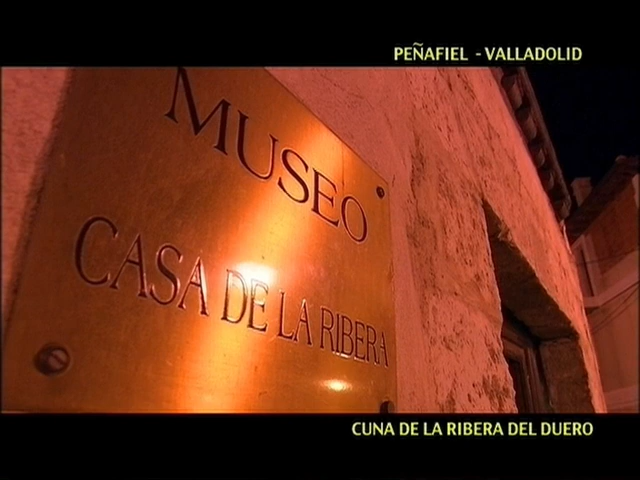 PEÑAFIEL - VALLADOLID
MUSEO
CASA DE LA RIBERA
CUNA DE LA RIBERA DEL DUERO